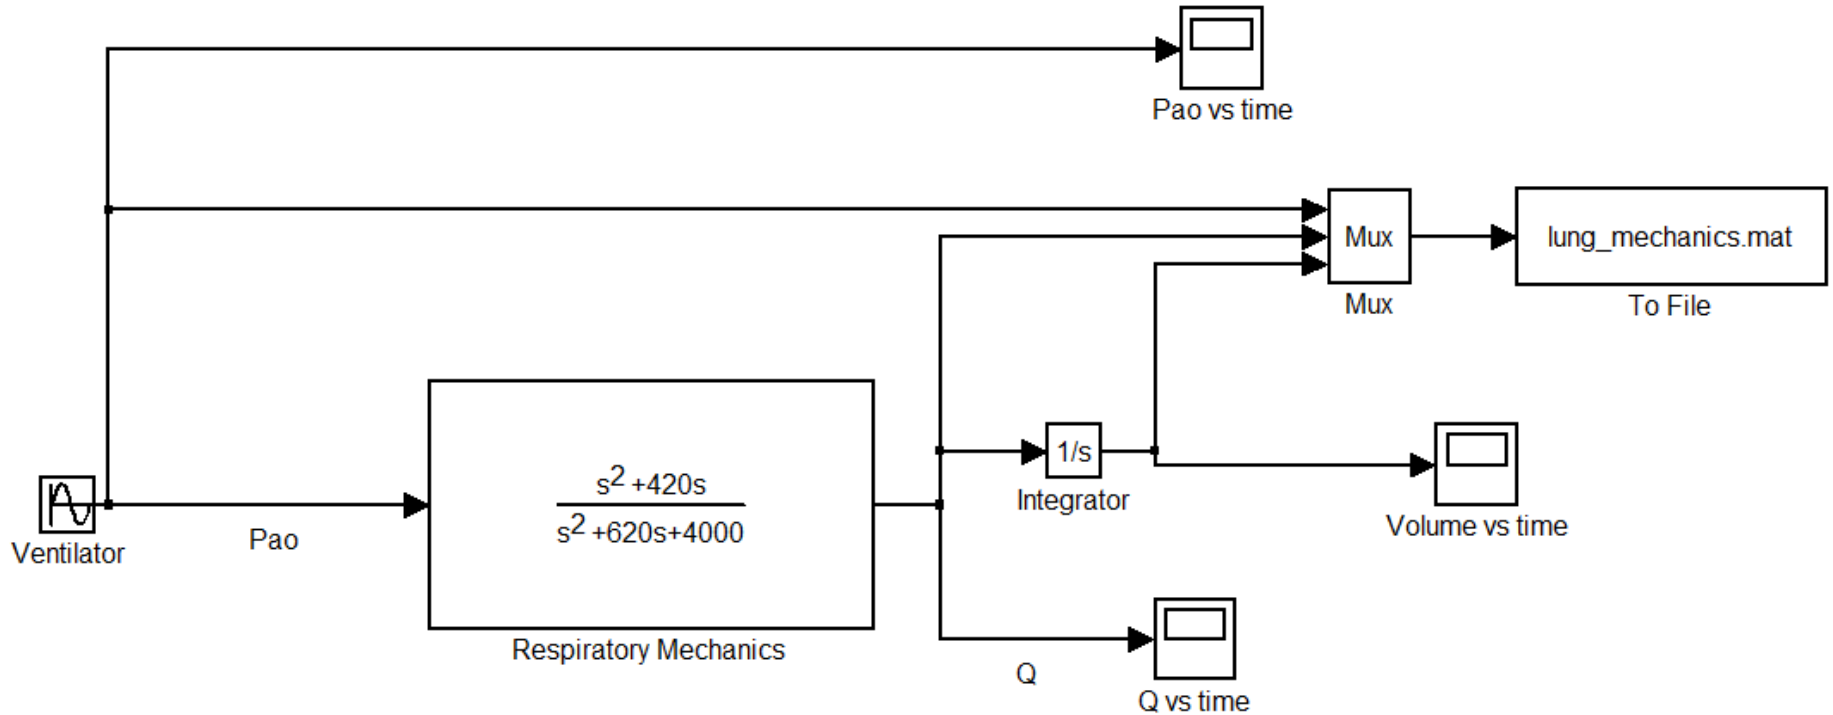 Pao vs time
Mux
lung_mechanics.mat
Mux
To File
s2 +420s
s2 +620s+4000
1/s
Integrator
Volume vs time
Ventilator
Pao
Respiratory Mechanics
Q
Q vs time